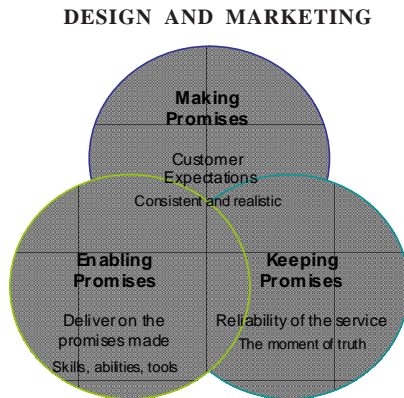 DESIGN AND MARKETING
Making
Promises
Customer
Expectations
Consistent and realistic
Enabling
Promises
Deliver on the
promises made
Skills, abilities, tools
Keeping
Promises
Reliability of the service
The moment of truth